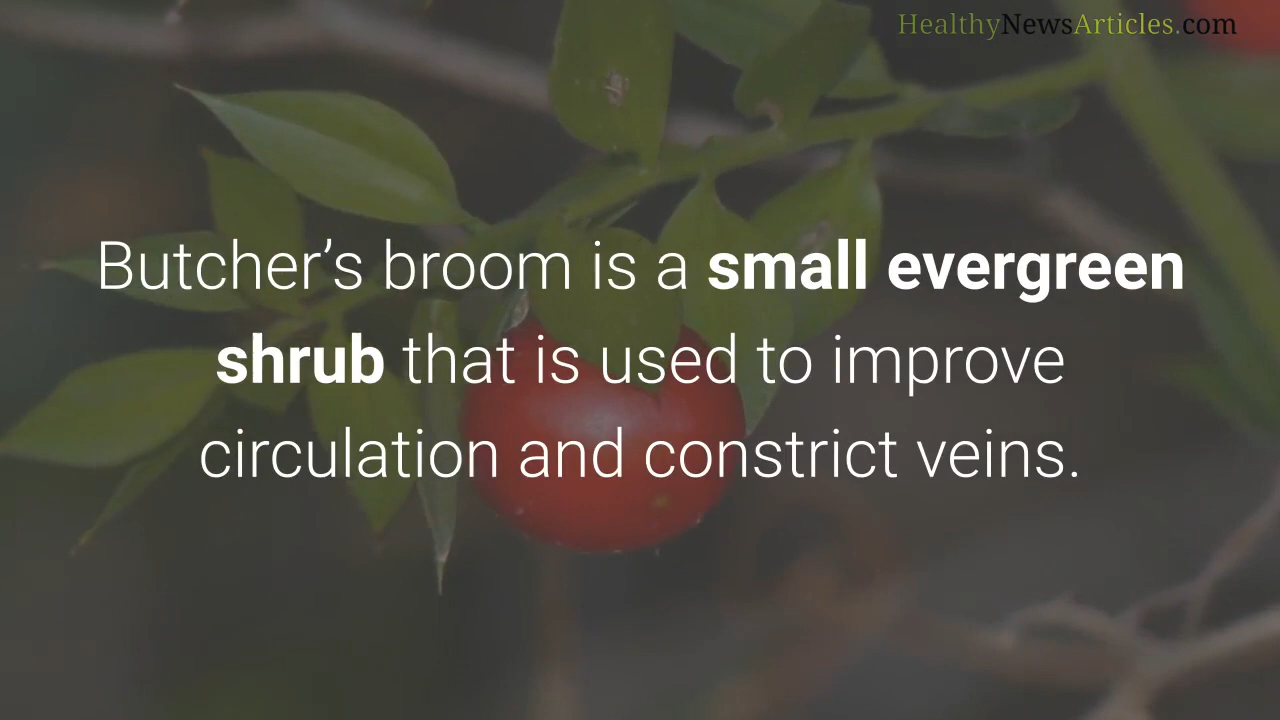 HealthyNewsArticles.com
Butcher’s broom is a small evergreen
shrub that is used to improve
circulation and constrict veins.